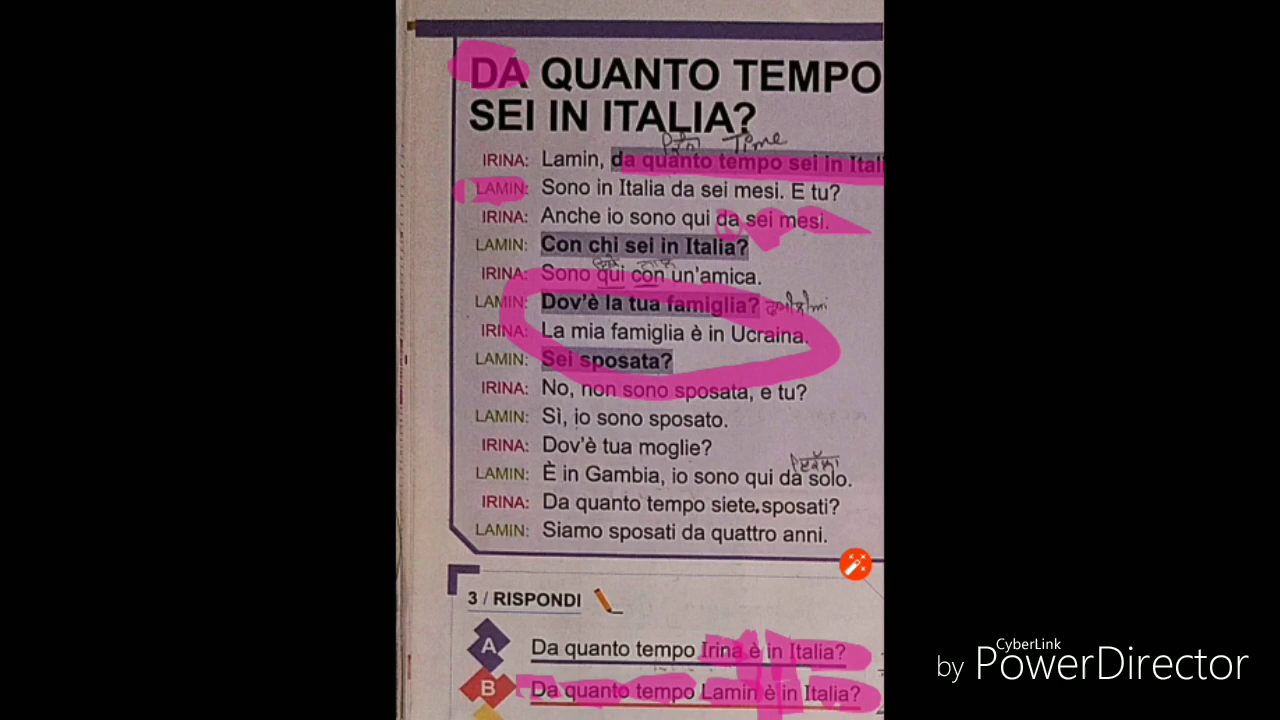 DA QUANTO TEMPO
SEI IN ITALIA?
Time
IRINA: Lamin, da quanto tempo sei in Itali
LAMIN: Sono in Italia da sei mesi. E tu?
IRINA: Anche io sono qui da sei mesi.
LAMIN: Con chi sei in Italia?
IRINA: Sono qui con un'amica.
LAMIN: Dov'è la tua famiglia?
IRINA: La mia famiglia è in Ucraina.
LAMIN: Sei sposata?
IRINA: No, non sono sposata, e tu?
LAMIN: Sì, io sono sposato.
IRINA: Dov'è tua moglie?
LAMIN: È in Gambia, io sono qui da solo.
IRINA: Da quanto tempo siete sposati?
LAMIN: Siamo sposati da quattro anni.
3 / RISPONDI
A Da quanto tempo Irina è in Italia?
B Da quanto tempo Lamin è in Italia?
by CyberLink PowerDirector